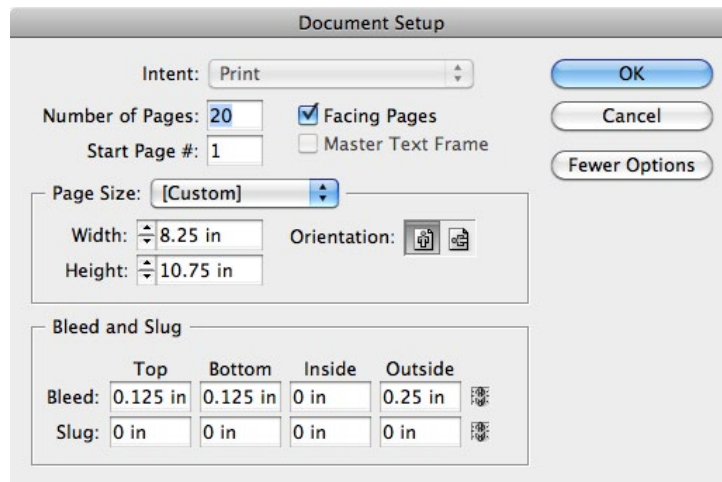 Document Setup
Intent: Print
OK
Number of Pages: 20
Facing Pages
Cancel
Start Page #: 1
Master Text Frame
Fewer Options
Page Size: [Custom]
Width: 8.25 in
Orientation:
Height: 10.75 in
Bleed and Slug
Top Bottom Inside Outside
Bleed: 0.125 in 0.125 in 0 in 0.25 in
Slug: 0 in 0 in 0 in 0 in